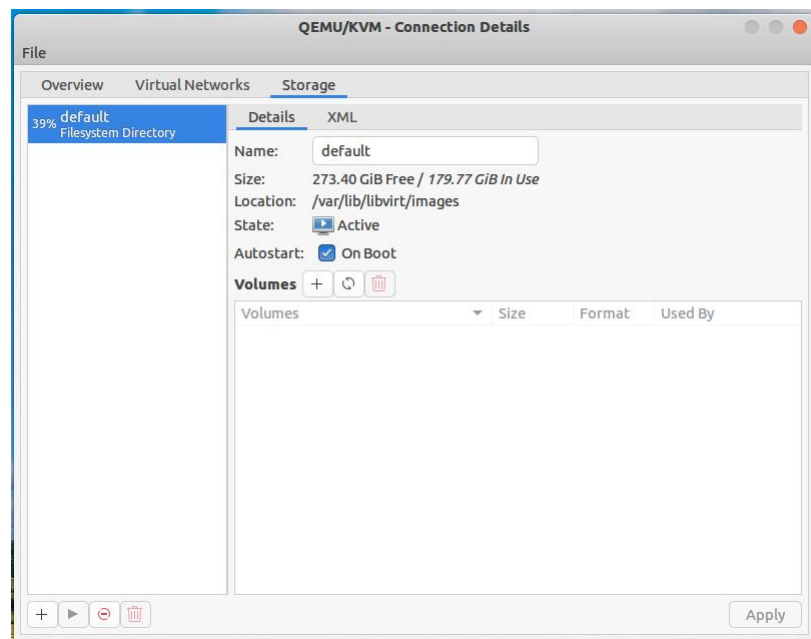 QEMU/KVM - Connection Details
File
Overview Virtual Networks Storage
39% default
Filesystem Directory
Details XML
Name: default
Size: 273.40 GiB Free / 179.77 GiB In Use
Location: /var/lib/libvirt/images
State: Active
Autostart: On Boot
Volumes
Volumes Size Format Used By
Apply